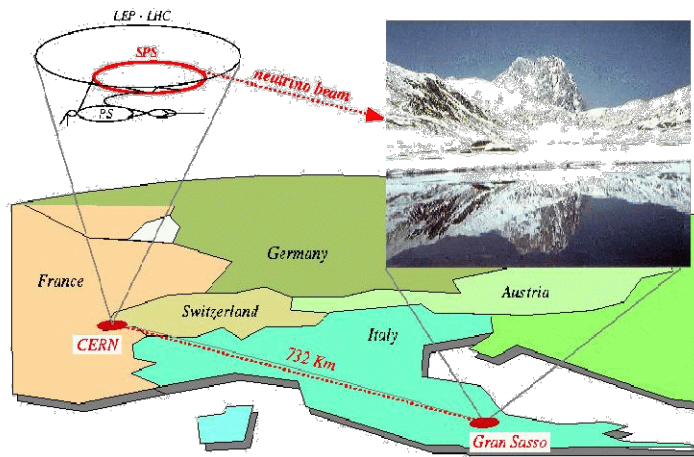 LEP - LHC
SPS
neutrino beam
PS
Germany
France
Austria
Switzerland
Italy
CERN
732 Km
Gran Sasso